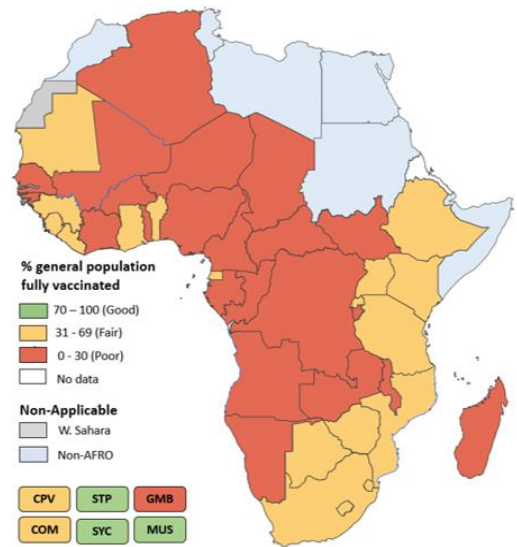 % general population
fully vaccinated
70 – 100 (Good)
31 - 69 (Fair)
0 - 30 (Poor)
No data
Non-Applicable
W. Sahara
Non-AFRO
CPV STP GMB
COM SYC MUS